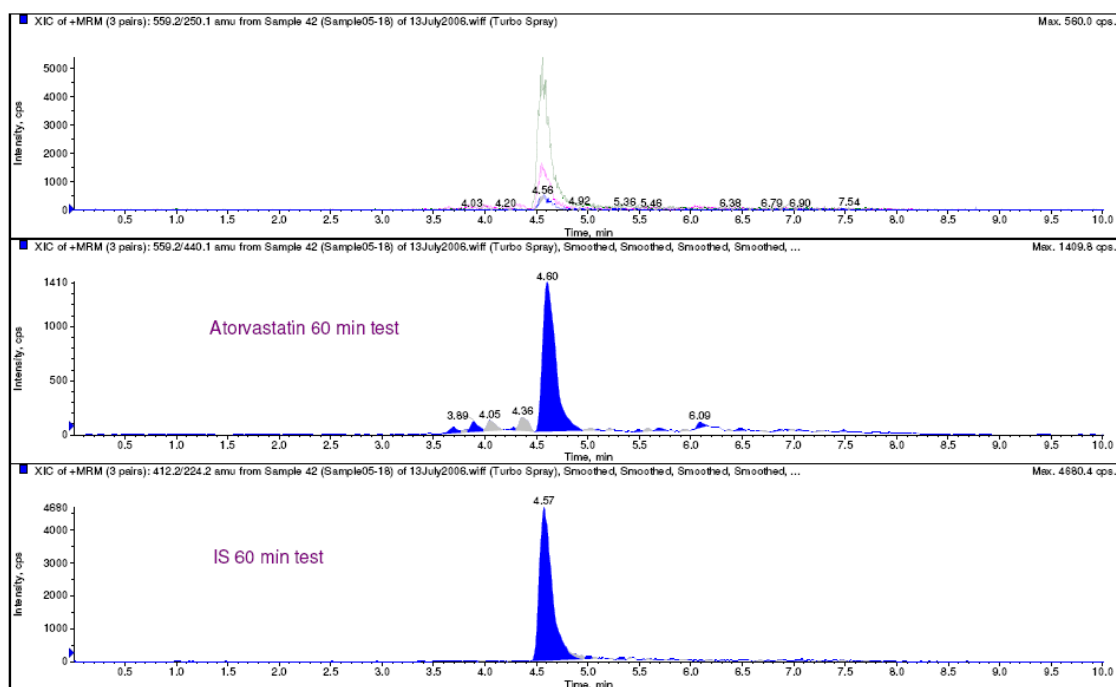 XIC of +MRM (3 pairs): 559.2/250.1 amu from Sample 42 (Sample05-18) of 13July2006.wiff (Turbo Spray) Max. 560.0 cps.
5000
4000
3000
2000
1000
0
Intensity, cps
4.03 4.20 4.56 4.92 5.36 5.46 6.38 6.79 6.90 7.54
0.5 1.0 1.5 2.0 2.5 3.0 3.5 4.0 4.5 5.0 5.5 6.0 6.5 7.0 7.5 8.0 8.5 9.0 9.5 10.0
Time, min
XIC of +MRM (3 pairs): 559.2/440.1 amu from Sample 42 (Sample05-18) of 13July2006.wiff (Turbo Spray), Smoothed, Smoothed, Smoothed, Smoothed, ... Max. 1409.8 cps.
4.60
1410
1000
500
0
Intensity, cps
Atorvastatin 60 min test
3.89 4.05 4.36 6.09
0.5 1.0 1.5 2.0 2.5 3.0 3.5 4.0 4.5 5.0 5.5 6.0 6.5 7.0 7.5 8.0 8.5 9.0 9.5 10.0
Time, min
XIC of +MRM (3 pairs): 412.2/224.2 amu from Sample 42 (Sample05-18) of 13July2006.wiff (Turbo Spray), Smoothed, Smoothed, Smoothed, Smoothed, ... Max. 4680.4 cps.
4.57
4680
4000
3000
2000
1000
0
Intensity, cps
IS 60 min test
0.5 1.0 1.5 2.0 2.5 3.0 3.5 4.0 4.5 5.0 5.5 6.0 6.5 7.0 7.5 8.0 8.5 9.0 9.5 10.0
Time, min